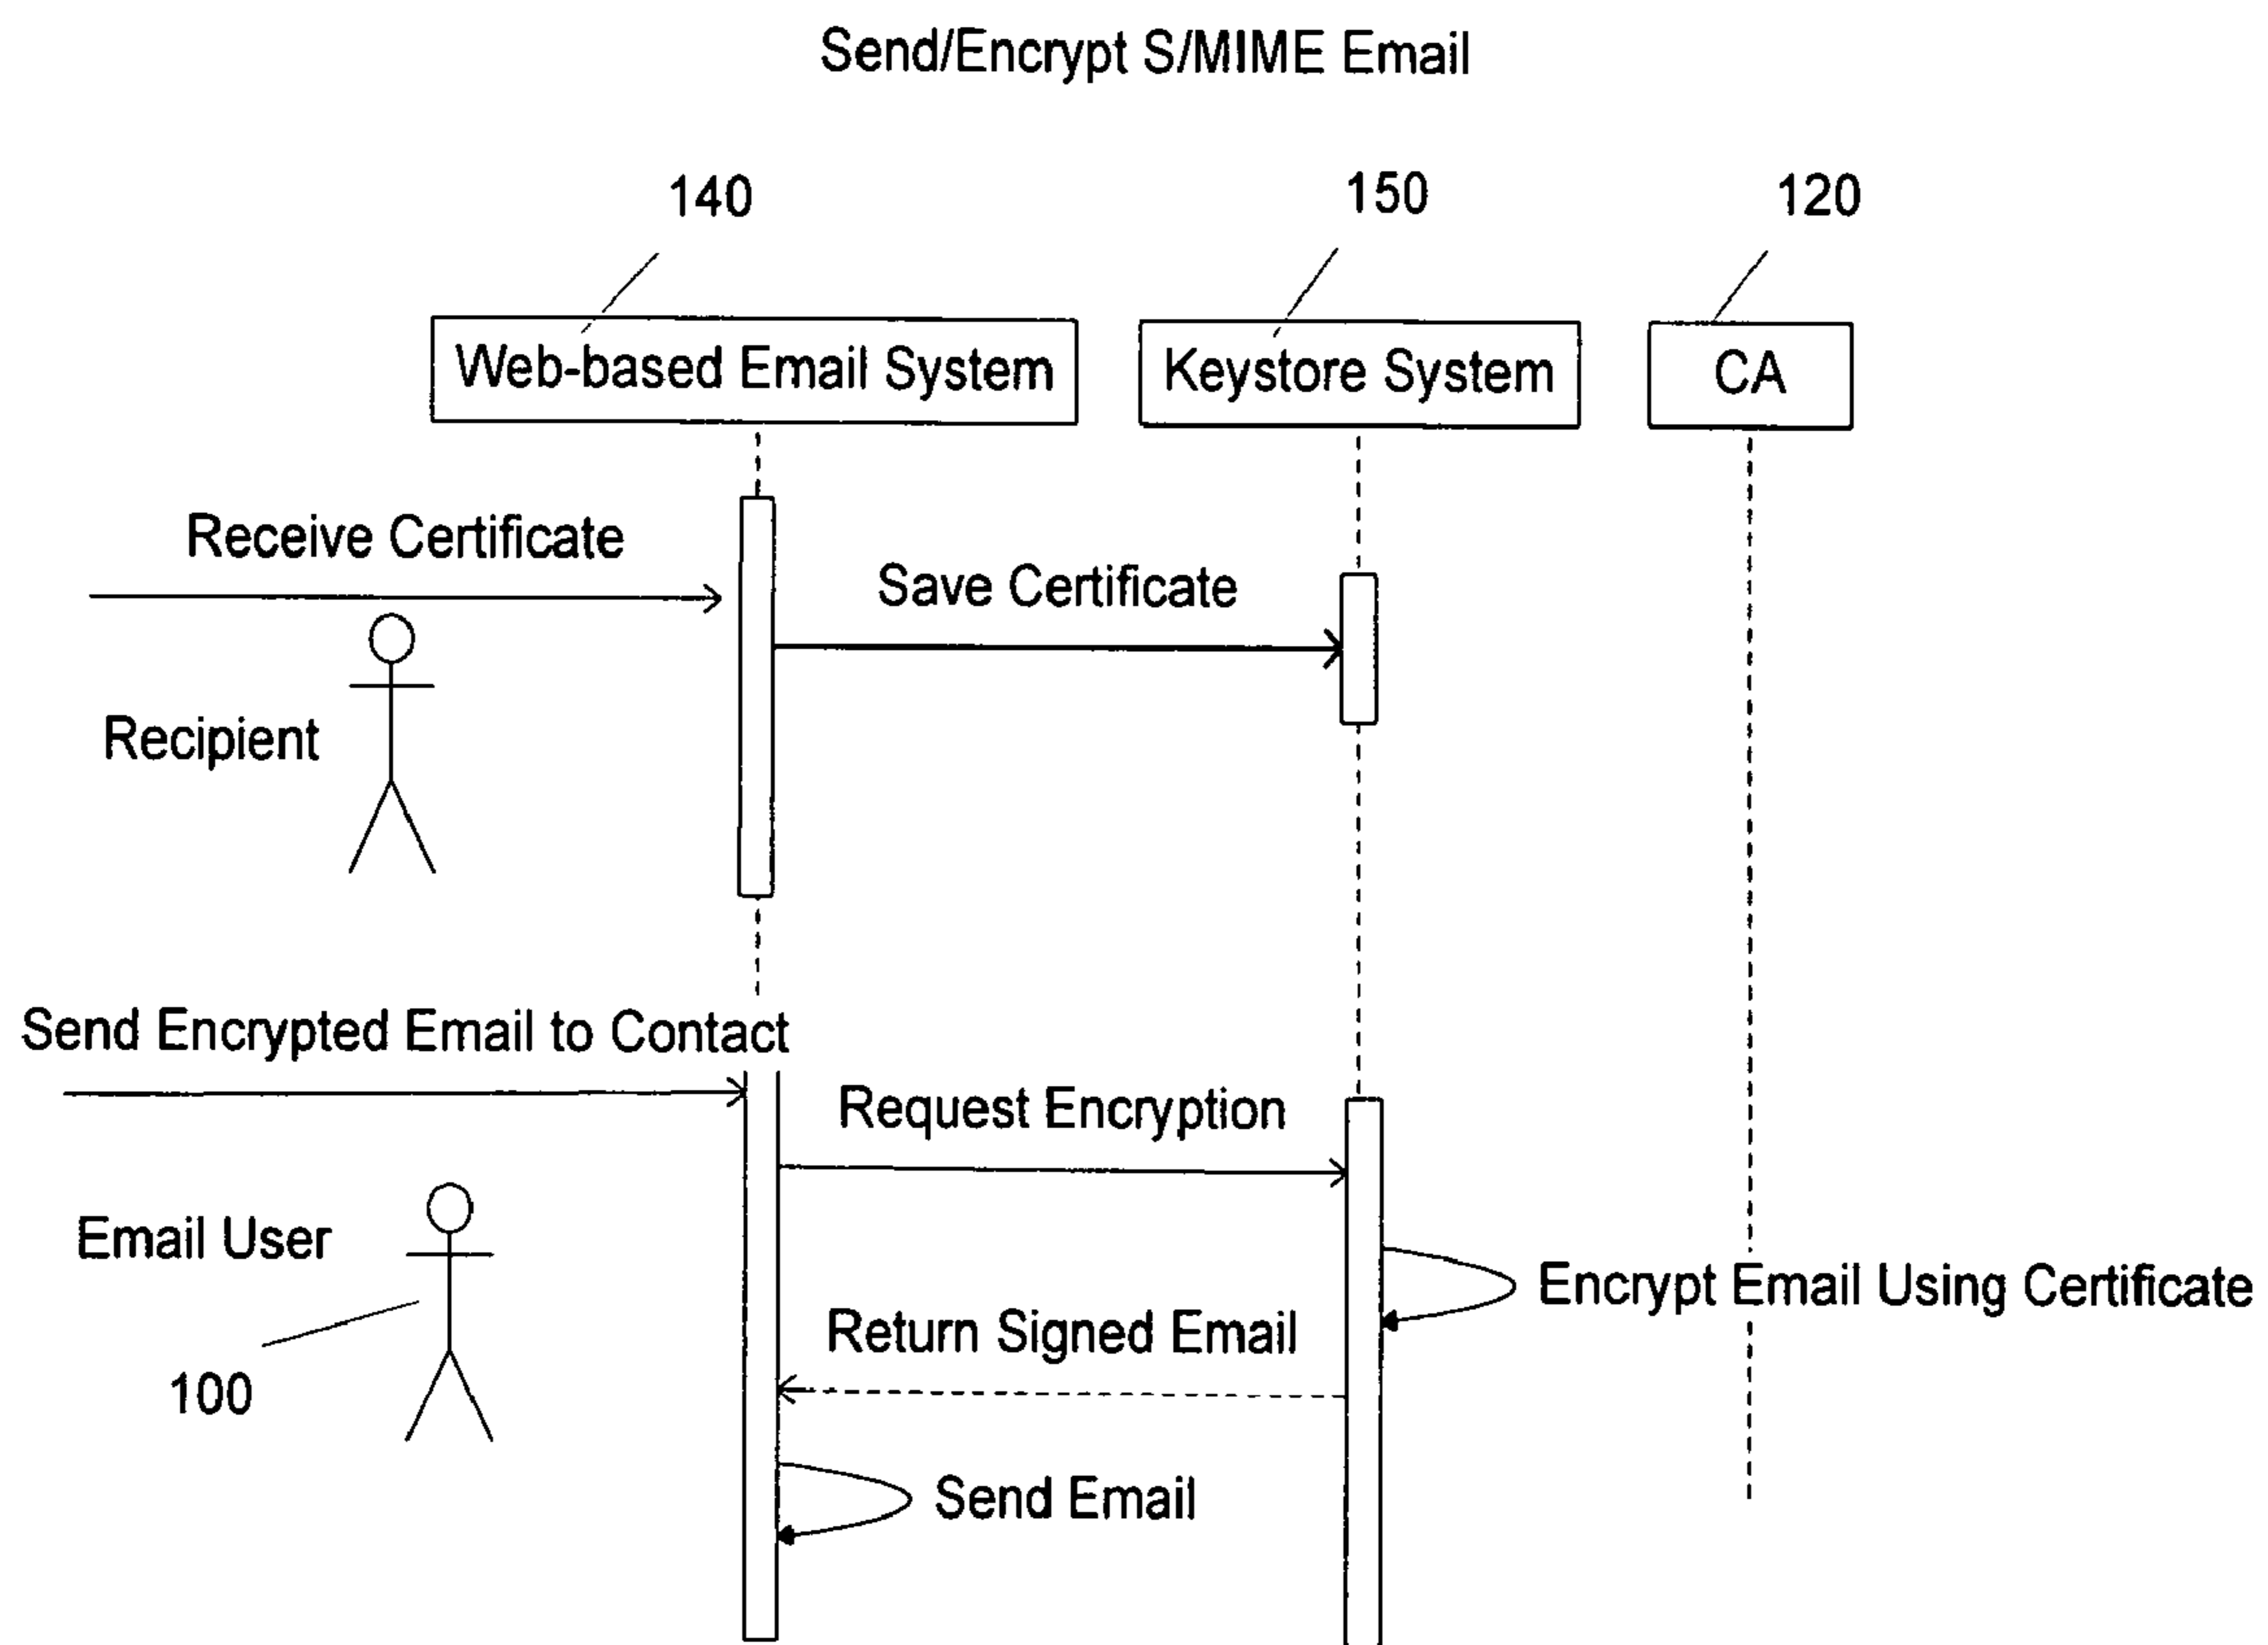 Send/Encrypt S/MIME Email
140
150
120
Web-based Email System
Keystore System
CA
Receive Certificate
Save Certificate
Recipient
Send Encrypted Email to Contact
Request Encryption
Email User
Encrypt Email Using Certificate
Return Signed Email
100
Send Email